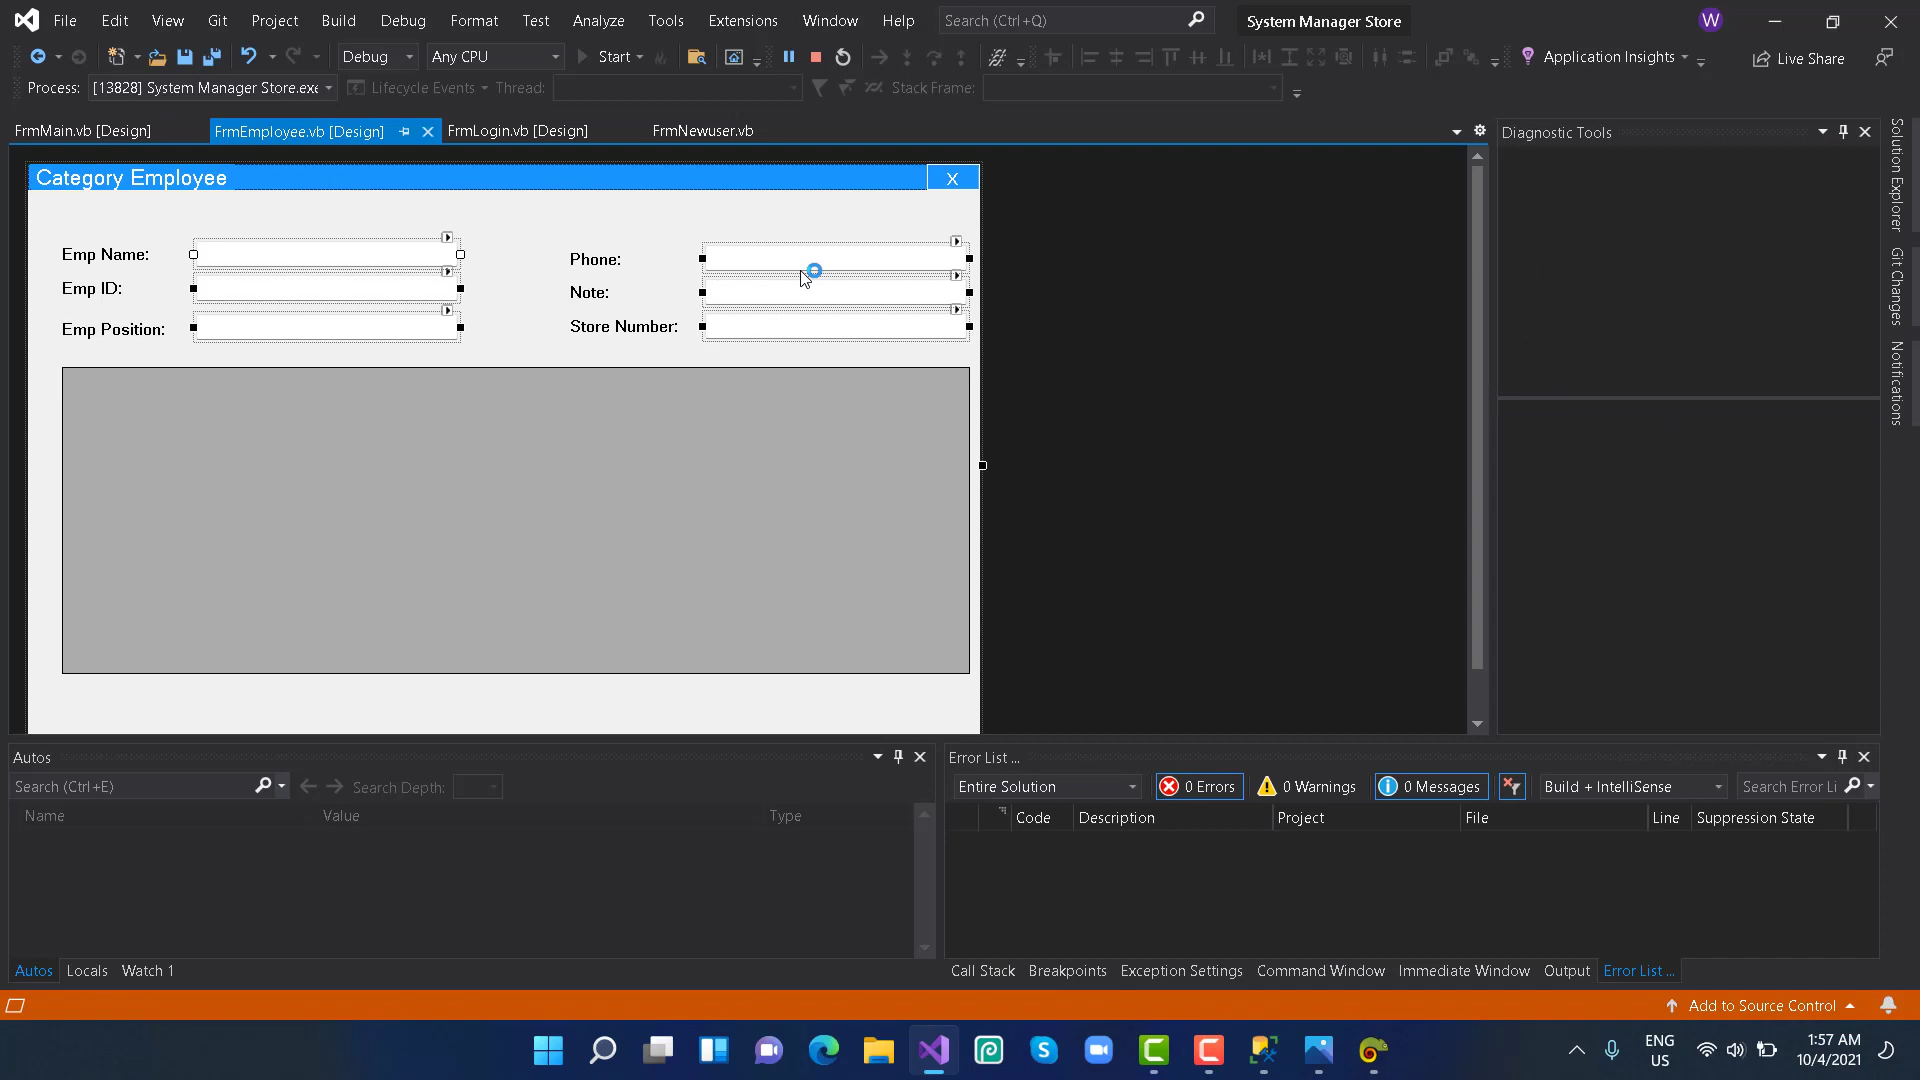 File Edit View Git Project Build Debug Format Test Analyze Tools Extensions Window Help Search (Ctrl+Q) System Manager Store W
Debug Any CPU Start Application Insights Live Share
Process: [13828] System Manager Store.exe Lifecycle Events Thread: Stack Frame:
FrmMain.vb [Design] FrmEmployee.vb [Design] FrmLogin.vb [Design] FrmNewuser.vb
Diagnostic Tools
Solution Explorer
Git Changes
Notifications
Category Employee X
Emp Name:
Emp ID:
Emp Position:
Phone:
Note:
Store Number:
Autos
Search (Ctrl+E) Search Depth:
Name Value Type
Autos Locals Watch 1
Error List ...
Entire Solution 0 Errors 0 Warnings 0 Messages Build + IntelliSense Search Error Li
Code Description Project File Line Suppression State
Call Stack Breakpoints Exception Settings Command Window Immediate Window Output Error List ...
Add to Source Control
ENG
US
1:57 AM
10/4/2021